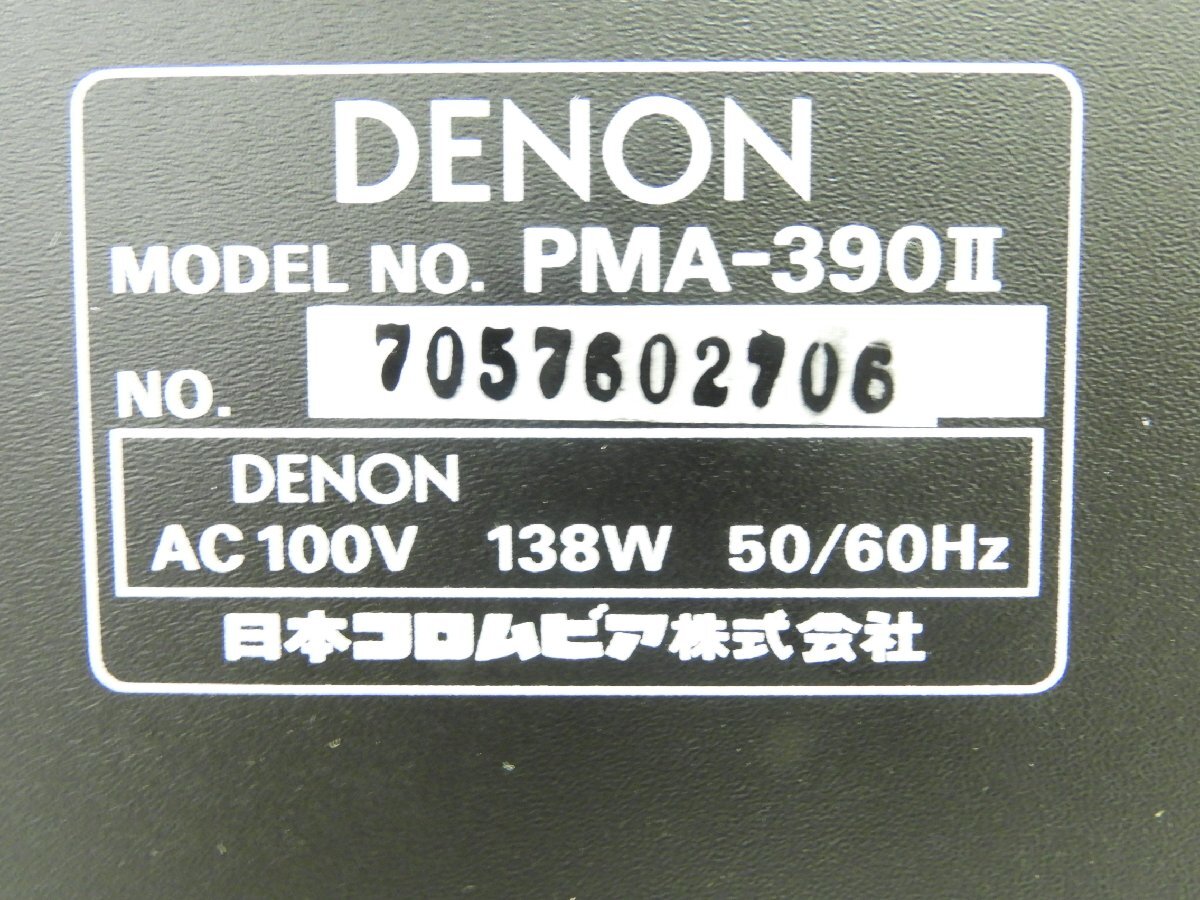 DENON
MODEL NO. PMA-390II
NO. 7057602706
DENON
AC 100V 138W 50/60Hz
日本コロムビア株式会社